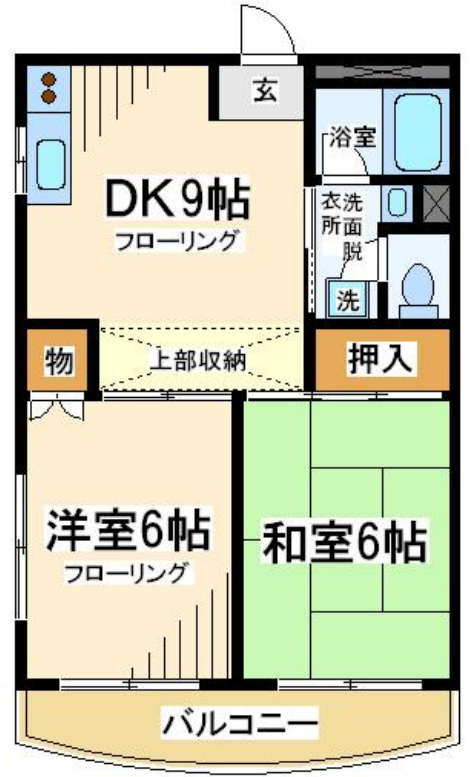 玄
浴室
DK9帖
フローリング
洗面脱
衣所
洗
物
上部収納
押入
洋室6帖
フローリング
和室6帖
バルコニー